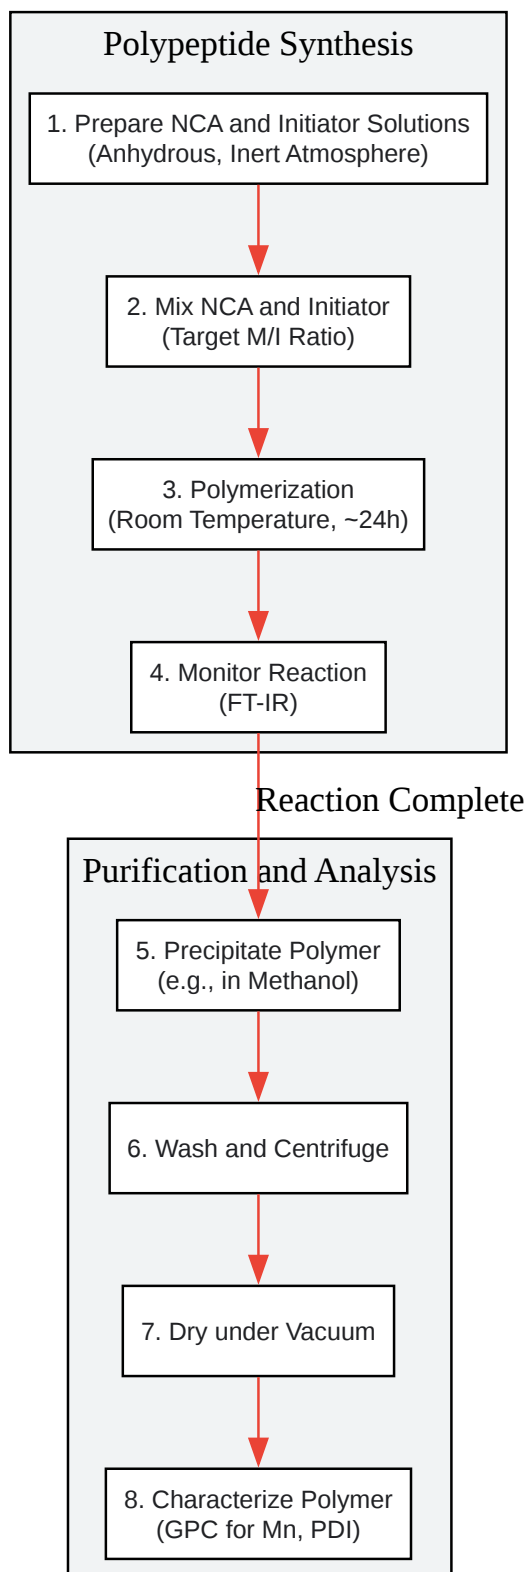 Polypeptide Synthesis
1. Prepare NCA and Initiator Solutions
(Anhydrous, Inert Atmosphere)
2. Mix NCA and Initiator
(Target M/I Ratio)
3. Polymerization
(Room Temperature, ~24h)
4. Monitor Reaction
(FT-IR)
Reaction Complete
Purification and Analysis
5. Precipitate Polymer
(e.g., in Methanol)
6. Wash and Centrifuge
7. Dry under Vacuum
8. Characterize Polymer
(GPC for Mn, PDI)